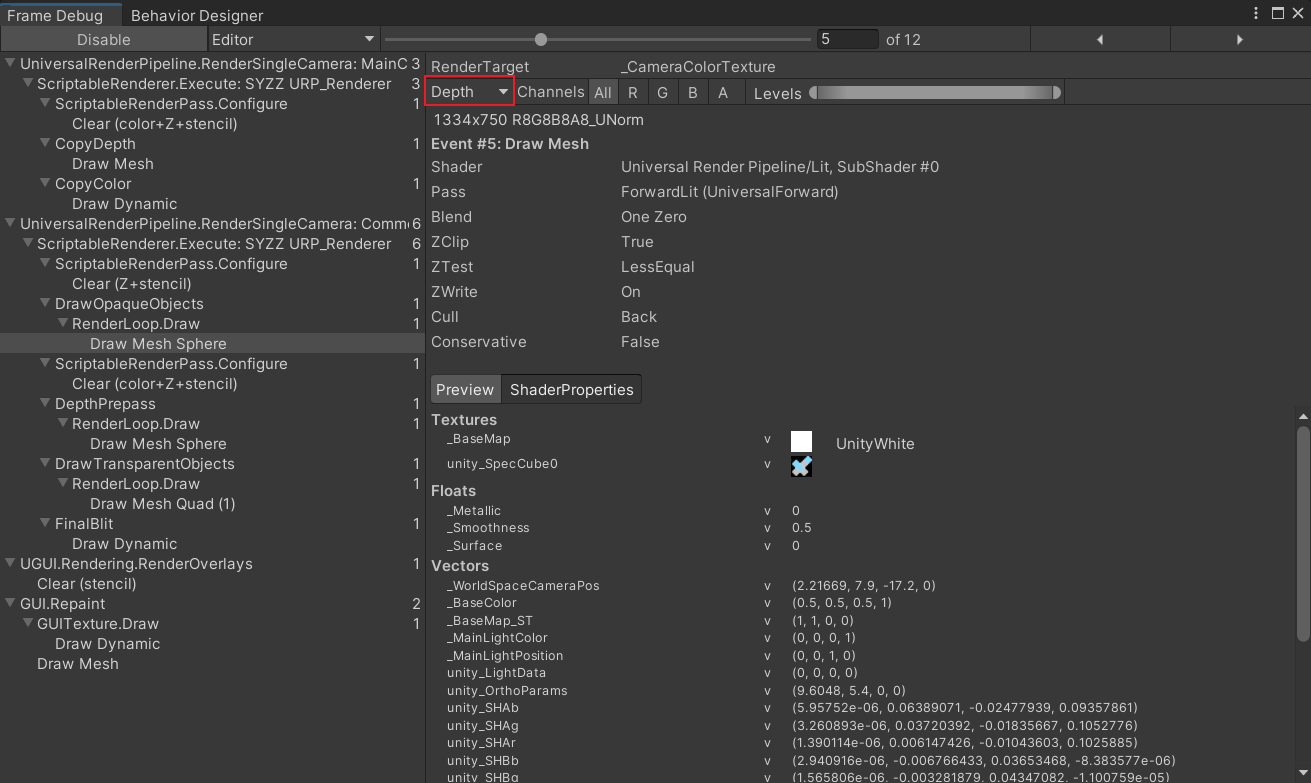 Frame Debug Behavior Designer
Disable Editor 5 of 12
UniversalRenderPipeline.RenderSingleCamera: MainC 3
ScriptableRenderer.Execute: SYZZ URP_Renderer 3
ScriptableRenderPass.Configure 1
Clear (color+Z+stencil)
CopyDepth 1
Draw Mesh
CopyColor 1
Draw Dynamic
UniversalRenderPipeline.RenderSingleCamera: Comm 6
ScriptableRenderer.Execute: SYZZ URP_Renderer 6
ScriptableRenderPass.Configure 1
Clear (Z+stencil)
DrawOpaqueObjects 1
RenderLoop.Draw 1
Draw Mesh Sphere
ScriptableRenderPass.Configure 1
Clear (color+Z+stencil)
DepthPrepass 1
RenderLoop.Draw 1
Draw Mesh Sphere
DrawTransparentObjects 1
RenderLoop.Draw 1
Draw Mesh Quad (1)
FinalBlit 1
Draw Dynamic
UGUI.Rendering.RenderOverlays 1
Clear (stencil)
GUI.Repaint 2
GUITexture.Draw 1
Draw Dynamic
Draw Mesh
RenderTarget _CameraColorTexture
Depth Channels All R G B A Levels
1334x750 R8G8B8A8_UNorm
Event #5: Draw Mesh
Shader Universal Render Pipeline/Lit, SubShader #0
Pass ForwardLit (UniversalForward)
Blend One Zero
ZClip True
ZTest LessEqual
ZWrite On
Cull Back
Conservative False
Preview ShaderProperties
Textures
_BaseMap v UnityWhite
unity_SpecCube0 v
Floats
_Metallic v 0
_Smoothness v 0.5
_Surface v 0
Vectors
_WorldSpaceCameraPos v (2.21669, 7.9, -17.2, 0)
_BaseColor v (0.5, 0.5, 0.5, 1)
_BaseMap_ST v (1, 1, 0, 0)
_MainLightColor v (0, 0, 0, 1)
_MainLightPosition v (0, 0, 1, 0)
unity_LightData v (0, 0, 0, 0)
unity_OrthoParams v (9.6048, 5.4, 0, 0)
unity_SHAb v (5.95752e-06, 0.06389071, -0.02477939, 0.09357861)
unity_SHAg v (3.260893e-06, 0.03720392, -0.01835667, 0.1052776)
unity_SHAr v (1.390114e-06, 0.006147426, -0.01043603, 0.1025885)
unity_SHBb v (2.940916e-06, -0.006766433, 0.03653468, -8.383577e-06)
unity_SHBg v (1.565806e-06, -0.003281879, 0.04347082, -1.100759e-05)